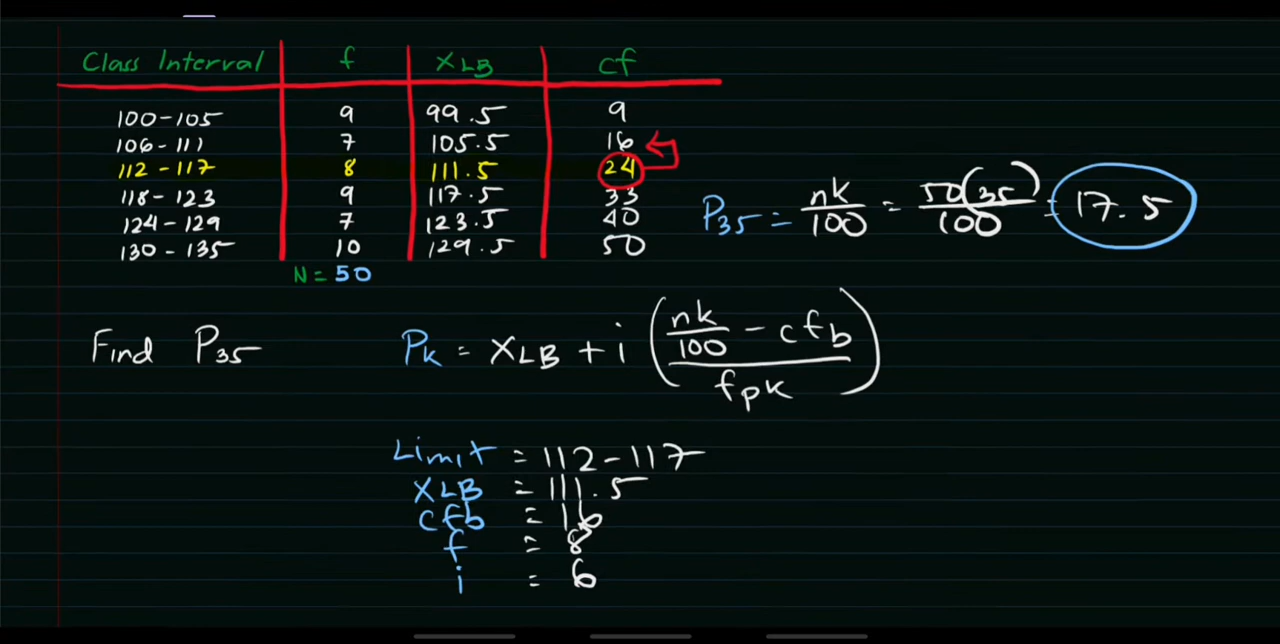 Class Interval f XLB cf
100-105 9 99.5 9
106-111 7 105.5 16
112-117 8 111.5 24
118-123 9 117.5 33
124-129 7 123.5 40
130-135 10 129.5 50
N = 50
P35 = nk/100 = 50(35)/100 = 17.5
Find P35
Pk = XLB + i ( (nk/100 - cfb) / fpk )
Limit = 112-117
XLB = 111.5
cfb = 16
f = 8
i = 6